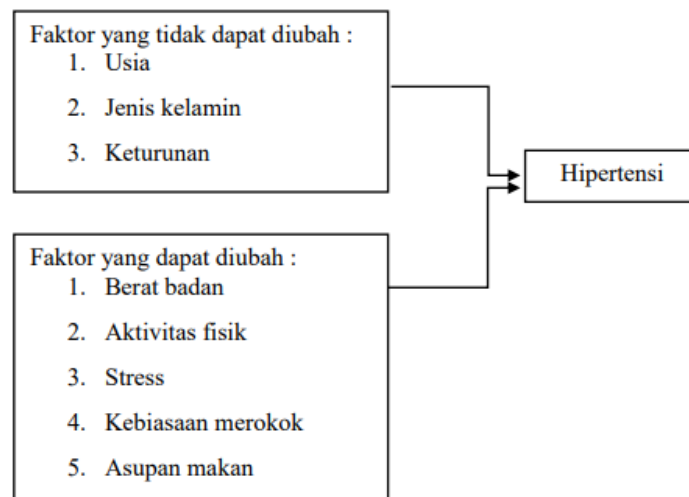 Faktor yang tidak dapat diubah :
1. Usia
2. Jenis kelamin
3. Keturunan
Hipertensi
Faktor yang dapat diubah :
1. Berat badan
2. Aktivitas fisik
3. Stress
4. Kebiasaan merokok
5. Asupan makan